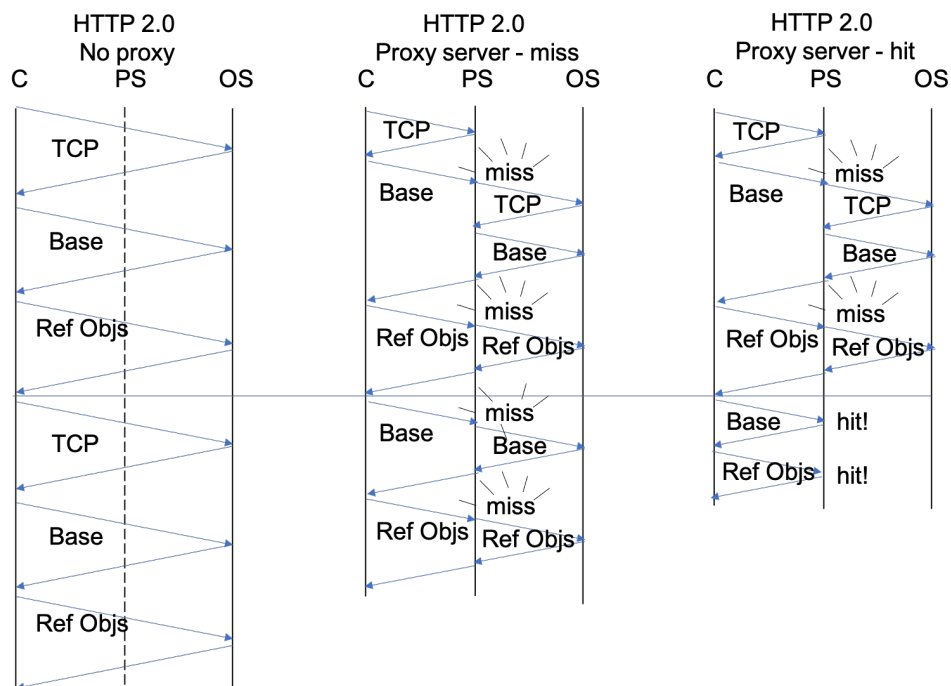 HTTP 2.0
No proxy
C PS OS
TCP
Base
Ref Objs
TCP
Base
Ref Objs
HTTP 2.0
Proxy server - miss
C PS OS
TCP
miss
Base
TCP
Base
miss
Ref Objs
Ref Objs
miss
Base
Base
miss
Ref Objs
Ref Objs
HTTP 2.0
Proxy server - hit
C PS OS
TCP
miss
Base
TCP
Base
miss
Ref Objs
Ref Objs
Base
hit!
Ref Objs
hit!